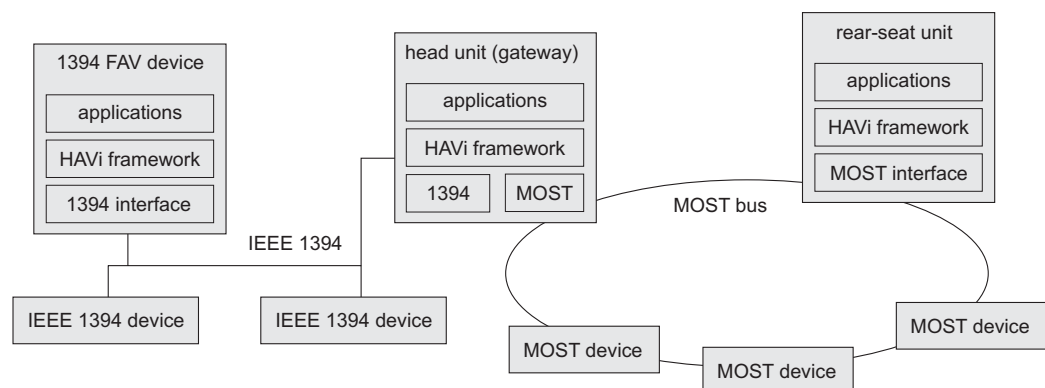 1394 FAV device
applications
HAVi framework
1394 interface
head unit (gateway)
applications
HAVi framework
1394
MOST
rear-seat unit
applications
HAVi framework
MOST interface
MOST bus
IEEE 1394
IEEE 1394 device
IEEE 1394 device
MOST device
MOST device
MOST device